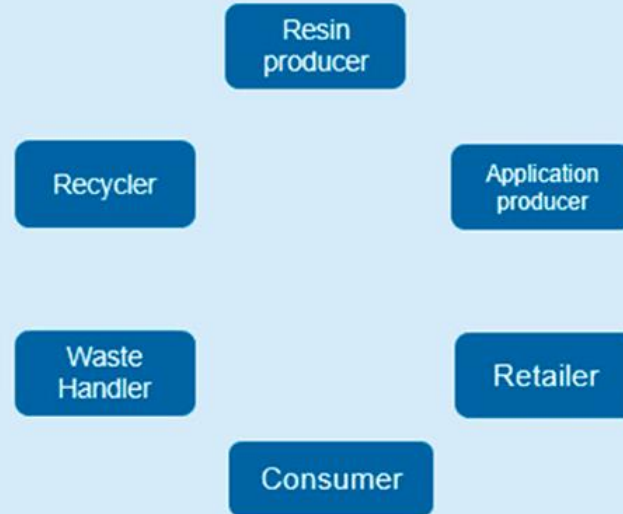 Resin
producer
Recycler
Application
producer
Waste
Handler
Retailer
Consumer